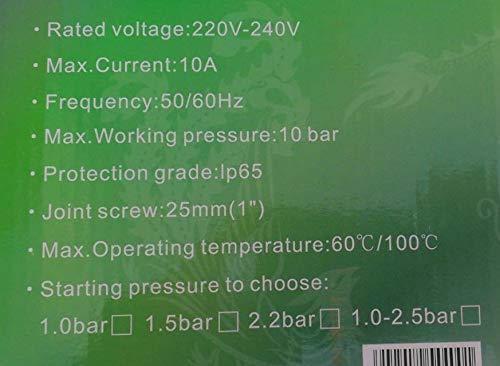 · Rated voltage:220V-240V
· Max.Current:10A
· Frequency:50/60Hz
· Max.Working pressure:10 bar
· Protection grade:Ip65
· Joint screw:25mm(1")
· Max.Operating temperature:60℃/100℃
· Starting pressure to choose:
1.0bar□ 1.5bar□ 2.2bar□ 1.0-2.5bar□